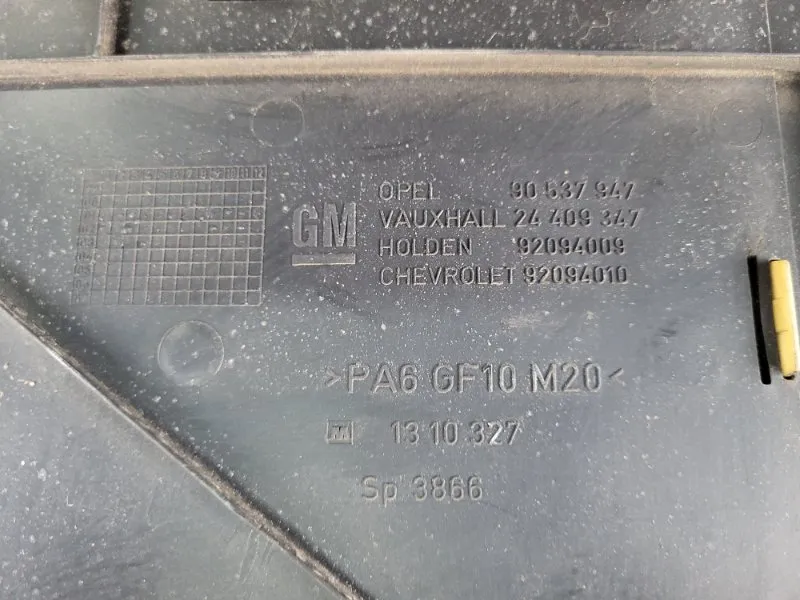 GM
OPEL 90 537 947
VAUXHALL 24 409 347
HOLDEN 92094009
CHEVROLET 92094010
>PA6 GF10 M20<
13 10 327
Sp 3866